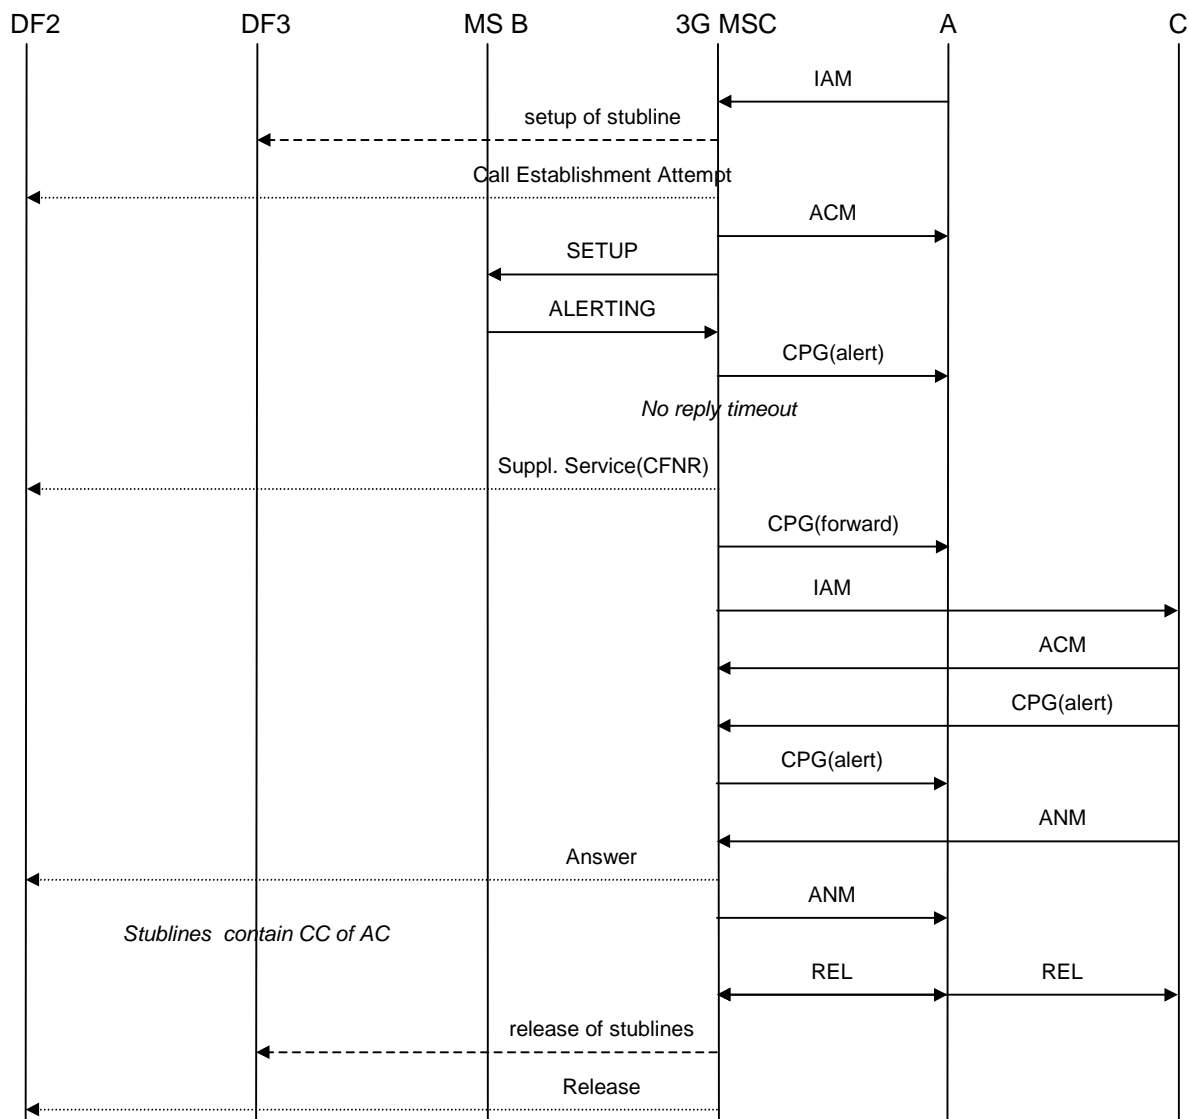 DF2 DF3 MS B 3G MSC A C
IAM
setup of stubline
Call Establishment Attempt
ACM
SETUP
ALERTING
CPG(alert)
No reply timeout
Suppl. Service(CFNR)
CPG(forward)
IAM
ACM
CPG(alert)
CPG(alert)
ANM
Answer
ANM
Stublines contain CC of AC
REL REL
release of stublines
Release